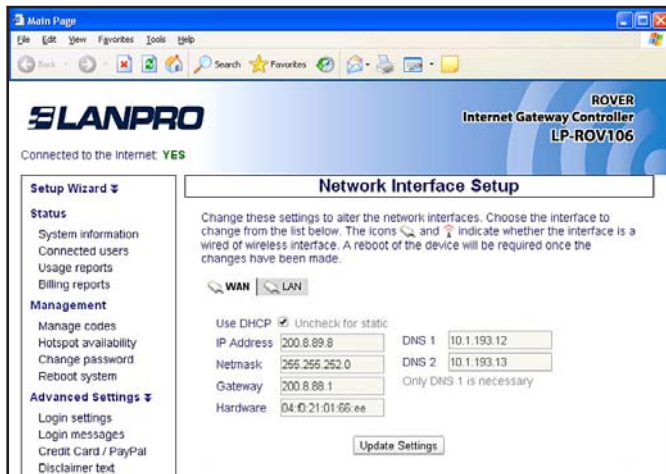 Main Page
File Edit View Favorites Tools Help
Back Search Favorites
LANPRO
ROVER
Internet Gateway Controller
LP-ROV106
Connected to the Internet: YES
Setup Wizard
Status
System information
Connected users
Usage reports
Billing reports
Management
Manage codes
Hotspot availability
Change password
Reboot system
Advanced Settings
Login settings
Login messages
Credit Card / PayPal
Disclaimer text
Network Interface Setup
Change these settings to alter the network interfaces. Choose the interface to
change from the list below. The icons and indicate whether the interface is a
wired of wireless interface. A reboot of the device will be required once the
changes have been made.
WAN LAN
Use DHCP Uncheck for static
IP Address 200.8.89.8 DNS 1 10.1.193.12
Netmask 255.255.252.0 DNS 2 10.1.193.13
Gateway 200.8.88.1 Only DNS 1 is necessary
Hardware 04:f0:21:01:66:ee
Update Settings